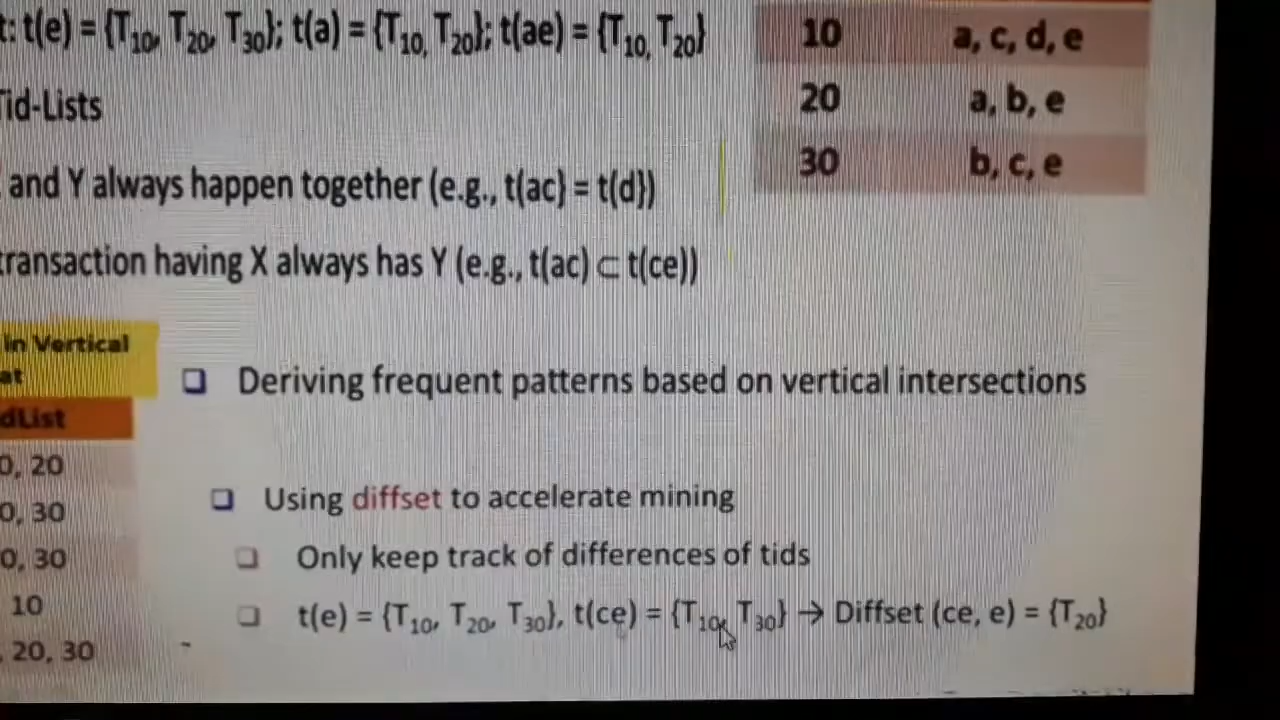 t: t(e) = {T10, T20, T30}; t(a) = {T10, T20}; t(ae) = {T10, T20}
10 a, c, d, e
Tid-Lists
20 a, b, e
30 b, c, e
and Y always happen together (e.g., t(ac) = t(d))
transaction having X always has Y (e.g., t(ac) ⊂ t(ce))
in Vertical
at
dList
0, 20
0, 30
0, 30
10
, 20, 30
Deriving frequent patterns based on vertical intersections
Using diffset to accelerate mining
Only keep track of differences of tids
t(e) = {T10, T20, T30}, t(ce) = {T10, T30} → Diffset (ce, e) = {T20}